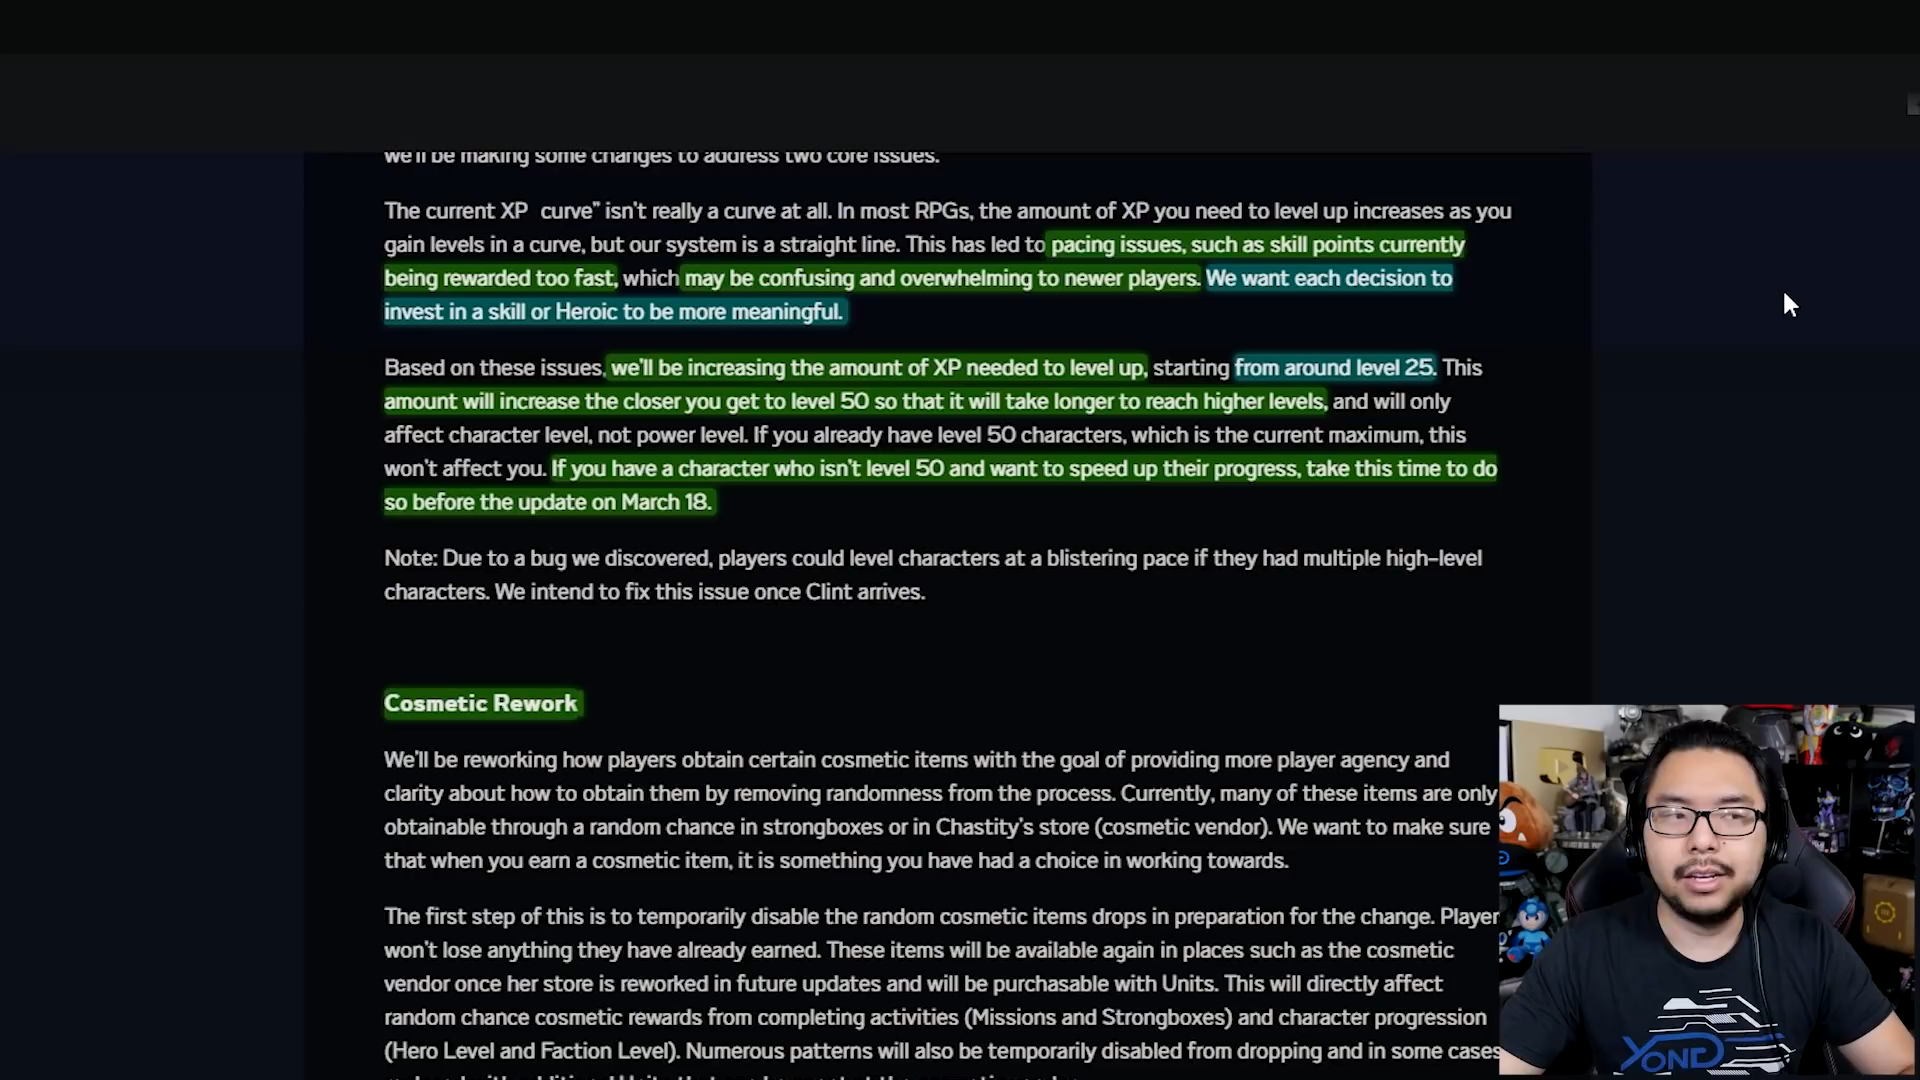 we'll be making some changes to address two core issues.
The current XP curve" isn't really a curve at all. In most RPGs, the amount of XP you need to level up increases as you
gain levels in a curve, but our system is a straight line. This has led to pacing issues, such as skill points currently
being rewarded too fast, which may be confusing and overwhelming to newer players. We want each decision to
invest in a skill or Heroic to be more meaningful.
Based on these issues, we'll be increasing the amount of XP needed to level up, starting from around level 25. This
amount will increase the closer you get to level 50 so that it will take longer to reach higher levels, and will only
affect character level, not power level. If you already have level 50 characters, which is the current maximum, this
won't affect you. If you have a character who isn't level 50 and want to speed up their progress, take this time to do
so before the update on March 18.
Note: Due to a bug we discovered, players could level characters at a blistering pace if they had multiple high-level
characters. We intend to fix this issue once Clint arrives.
Cosmetic Rework
We'll be reworking how players obtain certain cosmetic items with the goal of providing more player agency and
clarity about how to obtain them by removing randomness from the process. Currently, many of these items are only
obtainable through a random chance in strongboxes or in Chastity's store (cosmetic vendor). We want to make sure
that when you earn a cosmetic item, it is something you have had a choice in working towards.
The first step of this is to temporarily disable the random cosmetic items drops in preparation for the change. Player
won't lose anything they have already earned. These items will be available again in places such as the cosmetic
vendor once her store is reworked in future updates and will be purchasable with Units. This will directly affect
random chance cosmetic rewards from completing activities (Missions and Strongboxes) and character progression
(Hero Level and Faction Level). Numerous patterns will also be temporarily disabled from dropping and in some cases
YONG